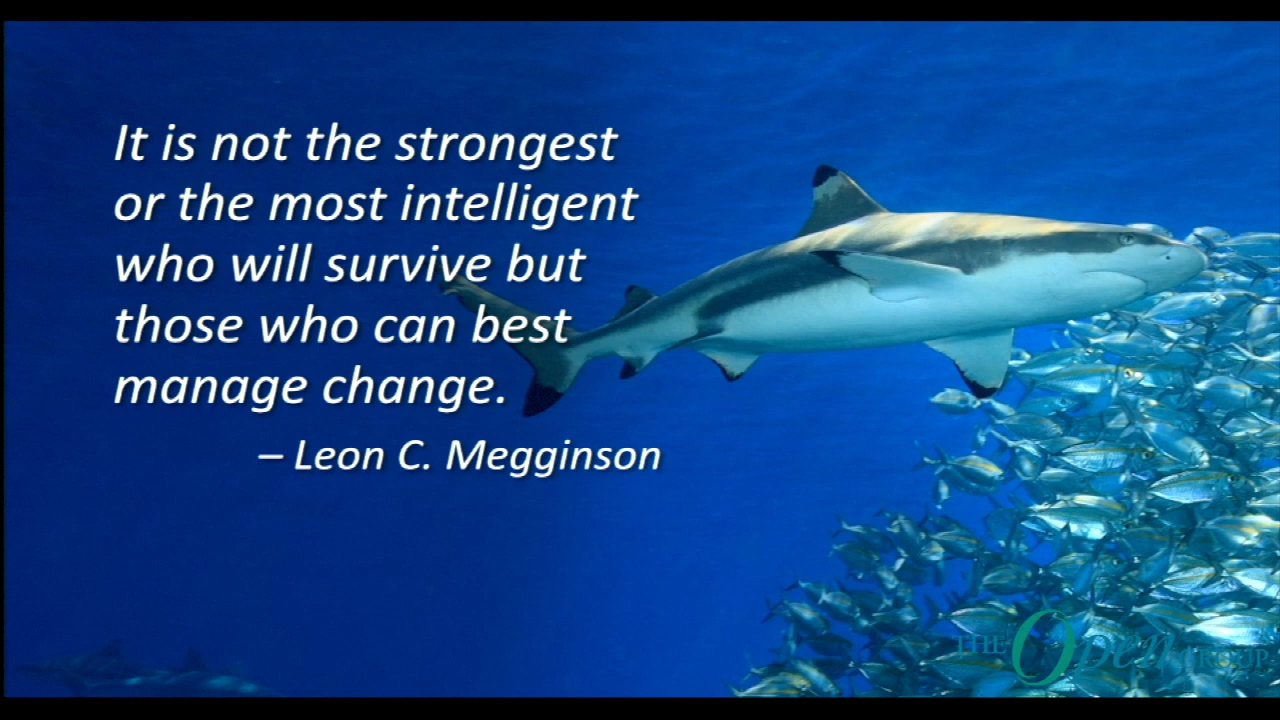 It is not the strongest
or the most intelligent
who will survive but
those who can best
manage change.
– Leon C. Megginson
THE Open GROUP